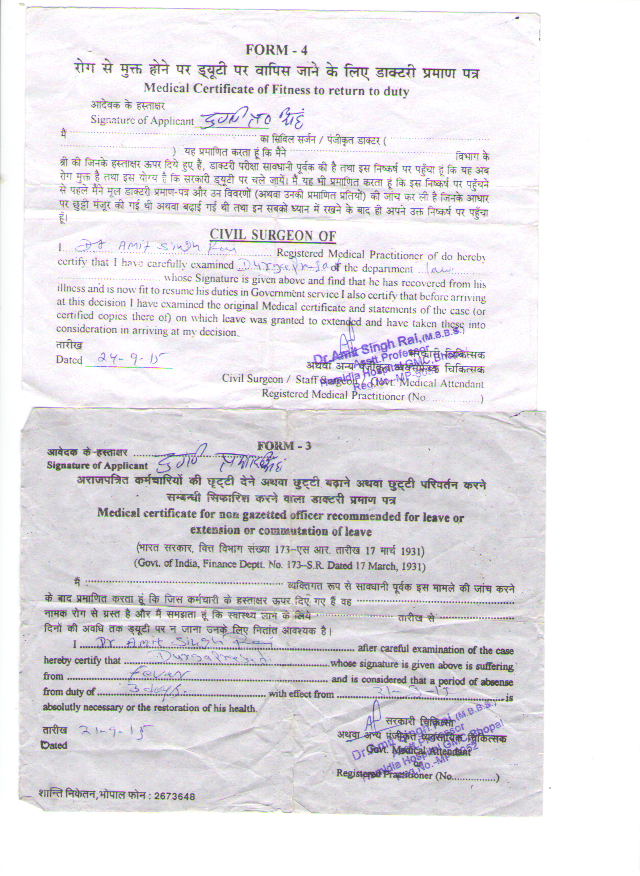 FORM - 4
रोग से मुक्त होने पर ड्यूटी पर वापिस जाने के लिए डाक्टरी प्रमाण पत्र
Medical Certificate of Fitness to return to duty
आदेवक के हस्ताक्षर
Signature of Applicant
मैं .......... का सिविल सर्जन / पंजीकृत डाक्टर (
) यह प्रमाणित करता हूं कि मैंने .......... विभाग के
श्री की जिनके हस्ताक्षर ऊपर दिये हुए हैं, डाक्टरी परीक्षा सावधानी पूर्वक की है तथा इस निष्कर्ष पर पहुँचा हूँ कि यह अब
रोग मुक्त है तथा इस योग्य है कि सरकारी ड्यूटी पर चले जायें। मैं यह भी प्रमाणित करता हूं कि इस निष्कर्ष पर पहुँचने
से पहले मैंने मूल डाक्टरी प्रमाण-पत्र और उन विवरणों (अथवा उनकी प्रमाणित प्रतियों) की जांच कर ली है जिनके आधार
पर छुट्टी मंजूर की गई थी अथवा बढ़ाई गई थी तथा इन सबको ध्यान में रखने के बाद ही अपने उक्त निष्कर्ष पर पहुँचा
हूँ।
CIVIL SURGEON OF
I Dr Amit Singh Rai Registered Medical Practitioner of do hereby
certify that I have carefully examined of the department law
whose Signature is given above and find that he has recovered from his
illness and is now fit to resume his duties in Government service I also certify that before arriving
at this decision I have examined the original Medical certificate and statements of the case (or
certified copies there of) on which leave was granted to extended and have taken these into
consideration in arriving at my decision.
तारीख
Dated 24-9-15
Dr. Amit Singh Rai, (M.B.B.S.)
Asstt. Professor
Hamidia Hospital GMC, Bhopal
सरकारी चिकित्सक
अथवा अन्य पंजीकृत व्यवसायिक चिकित्सक
Civil Surgeon / Staff Surgeon / Govt. Medical Attendant
Registered Medical Practitioner (No. ..........)
FORM - 3
आवेदक के हस्ताक्षर
Signature of Applicant
अराजपत्रित कर्मचारियों की छुट्टी देने अथवा छुट्टी बढ़ाने अथवा छुट्टी परिवर्तन करने
सम्बन्धी सिफारिश करने वाला डाक्टरी प्रमाण पत्र
Medical certificate for non gazetted officer recommended for leave or
extension or commutation of leave
(भारत सरकार, वित्त विभाग संख्या 173-एस आर. तारीख 17 मार्च 1931)
(Govt. of India, Finance Deptt. No. 173-S.R. Dated 17 March, 1931)
मैं .......... व्यक्तिगत रूप से सावधानी पूर्वक इस मामले की जांच करने
के बाद प्रमाणित करता हूं कि जिस कर्मचारी के हस्ताक्षर ऊपर दिए गए हैं वह ..........
नामक रोग से ग्रस्त है और मैं समझता हूं कि स्वास्थ्य लाभ के लिये .......... तारीख से ..........
दिनों की अवधि तक ड्यूटी पर न जाना उनके लिए नितांत आवश्यक है।
I Dr Amit Singh Rai after careful examination of the case
hereby certify that Durgaprasad whose signature is given above is suffering
from fever and is considered that a period of absense
from duty of 3 days. with effect from 21-9-15 is
absolutely necessary or the restoration of his health.
तारीख 21-9-15
Dated
सरकारी चिकित्सा
अथवा अन्य पंजीकृत व्यवसायिक चिकित्सक
Govt. Medical Attendant
or
Registered Practitioner (No..........)
Dr. Amit Singh Rai, (M.B.B.S.)
Asstt. Professor
Hamidia Hospital GMC, Bhopal
शान्ति निकेतन, भोपाल फोन : 2673648